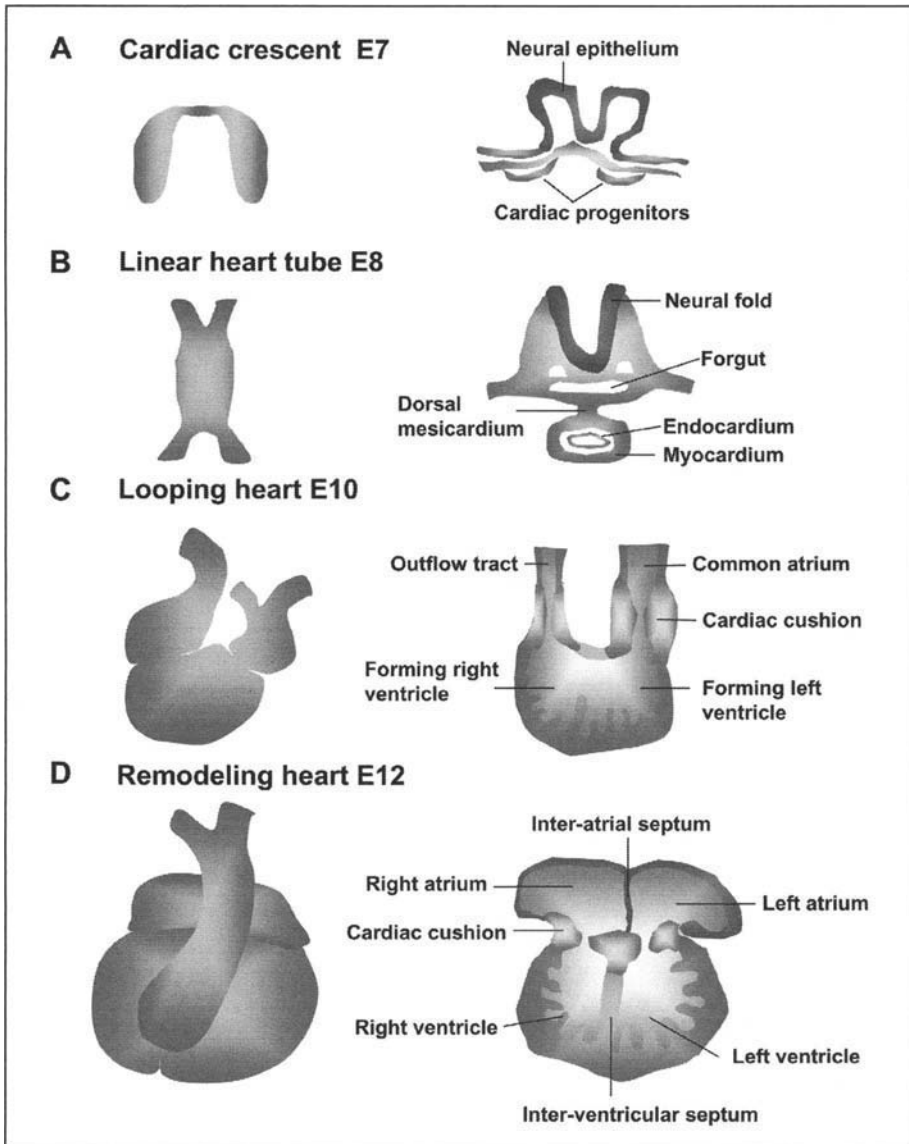 A Cardiac crescent E7
Neural epithelium
Cardiac progenitors
B Linear heart tube E8
Neural fold
Forgut
Dorsal
mesicardium
Endocardium
Myocardium
C Looping heart E10
Outflow tract
Common atrium
Cardiac cushion
Forming right
ventricle
Forming left
ventricle
D Remodeling heart E12
Inter-atrial septum
Right atrium
Left atrium
Cardiac cushion
Right ventricle
Left ventricle
Inter-ventricular septum